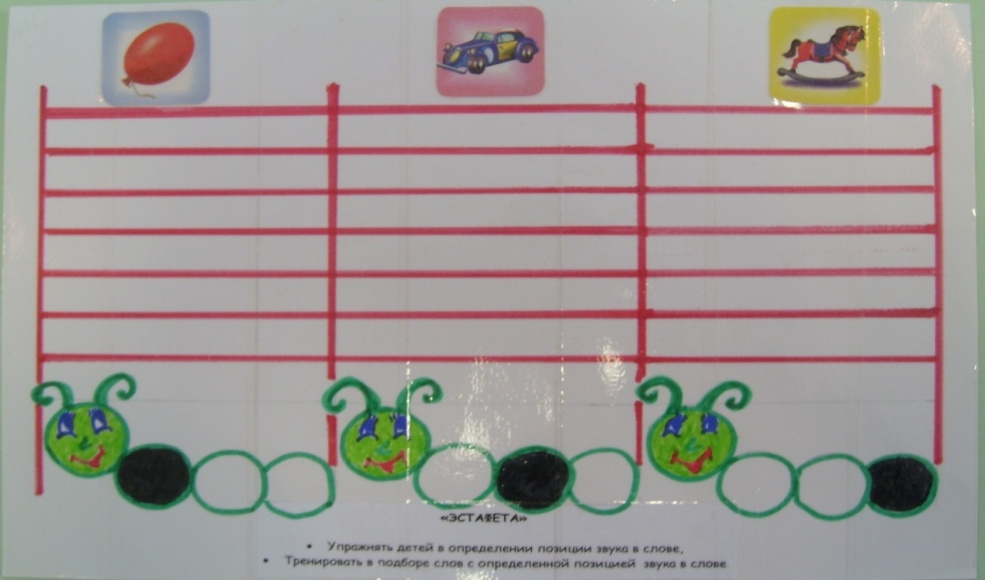 «ЭСТАФЕТА»
• Упражнять детей в определении позиции звука в слове,
• Тренировать в подборе слов с определенной позицией звука в слове